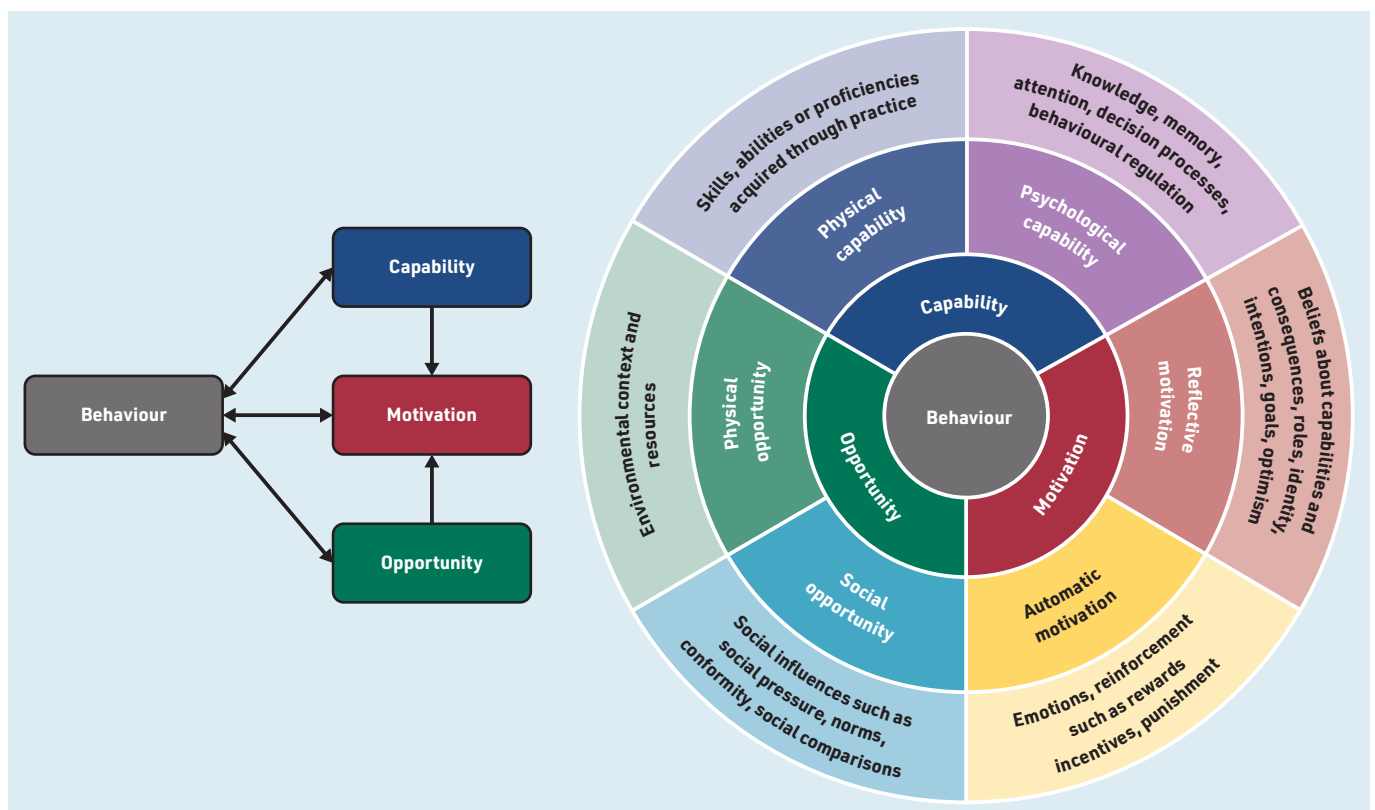 Capability
Behaviour
Motivation
Opportunity
Skills, abilities or proficiencies
acquired through practice
Knowledge, memory,
attention, decision processes,
behavioural regulation
Physical
capability
Psychological
capability
Capability
Environmental context and
resources
Physical
opportunity
Opportunity
Behaviour
Motivation
Reflective
motivation
Beliefs about capabilities and
consequences, roles, identity,
intentions, goals, optimism
Social
opportunity
Automatic
motivation
Social influences such as
social pressure, norms,
conformity, social comparisons
Emotions, reinforcement
such as rewards
incentives, punishment